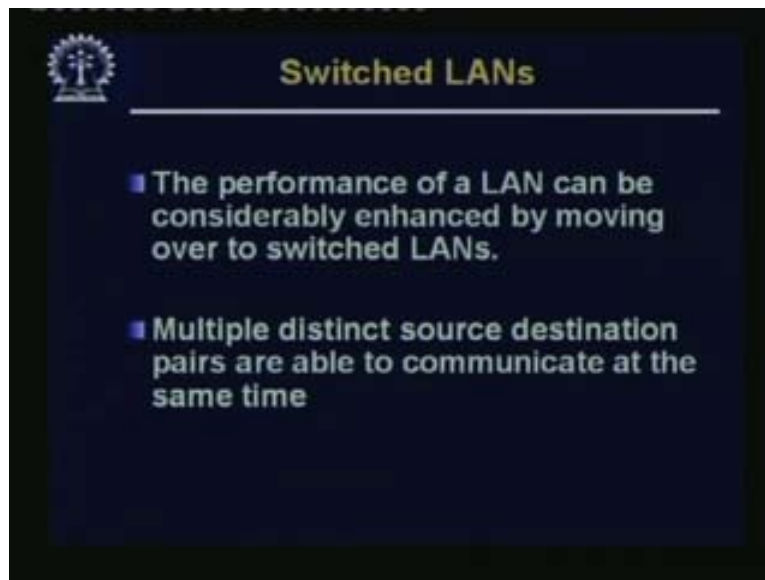 Switched LANs
The performance of a LAN can be
considerably enhanced by moving
over to switched LANs.
Multiple distinct source destination
pairs are able to communicate at the
same time